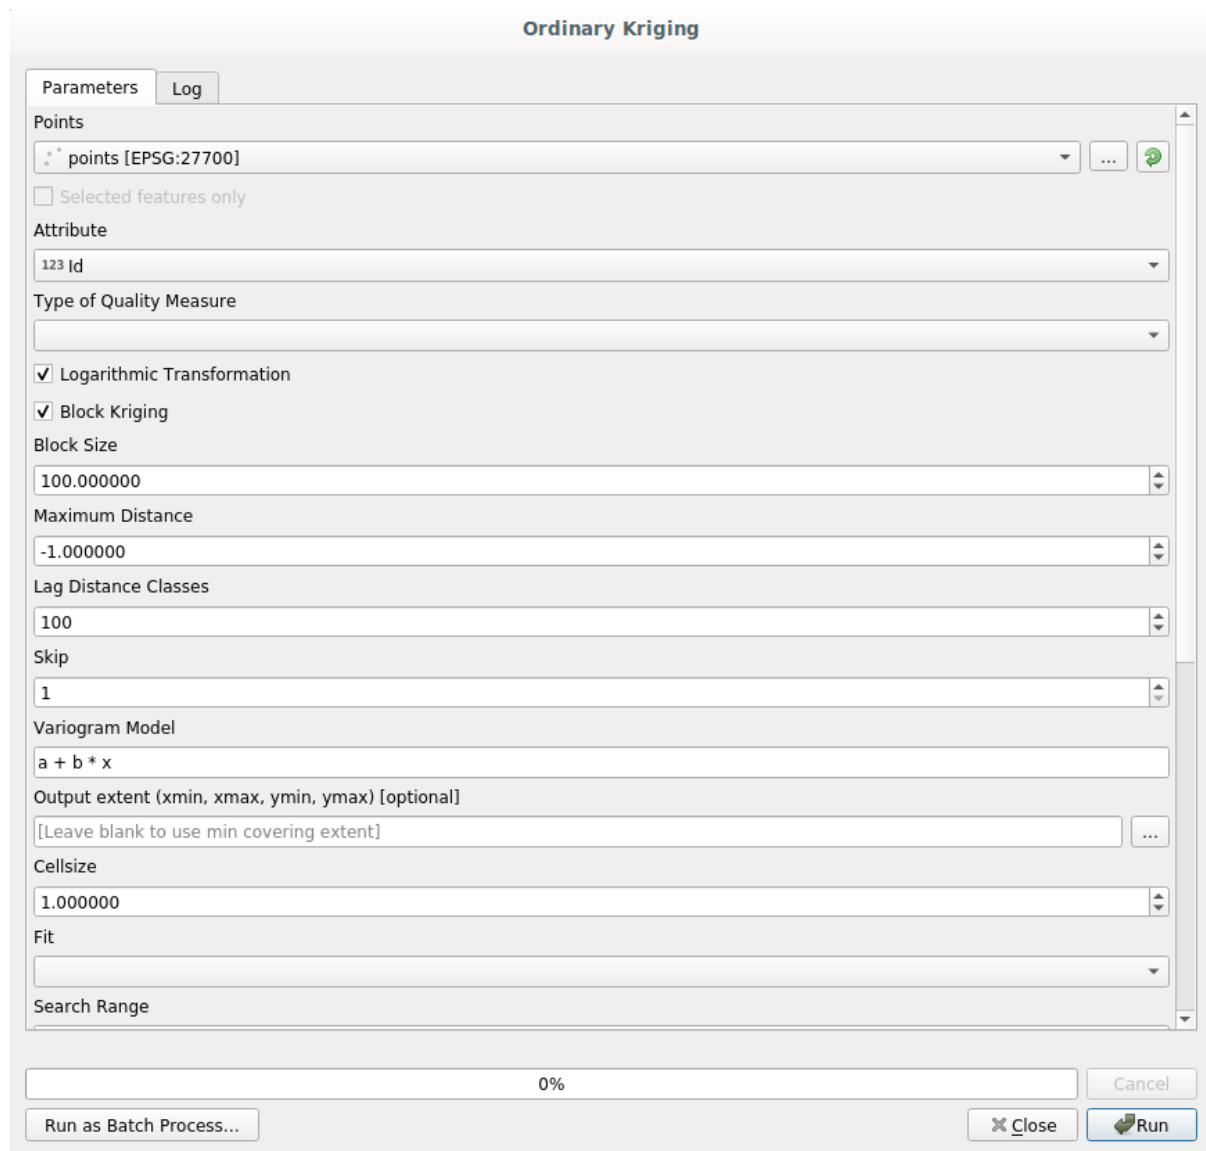 Ordinary Kriging
Parameters
Log
Points
points [EPSG:27700]
...
Selected features only
Attribute
123 Id
Type of Quality Measure
Logarithmic Transformation
Block Kriging
Block Size
100.000000
Maximum Distance
-1.000000
Lag Distance Classes
100
Skip
1
Variogram Model
a + b * x
Output extent (xmin, xmax, ymin, ymax) [optional]
[Leave blank to use min covering extent]
...
Cellsize
1.000000
Fit
Search Range
0%
Cancel
Run as Batch Process...
Close
Run